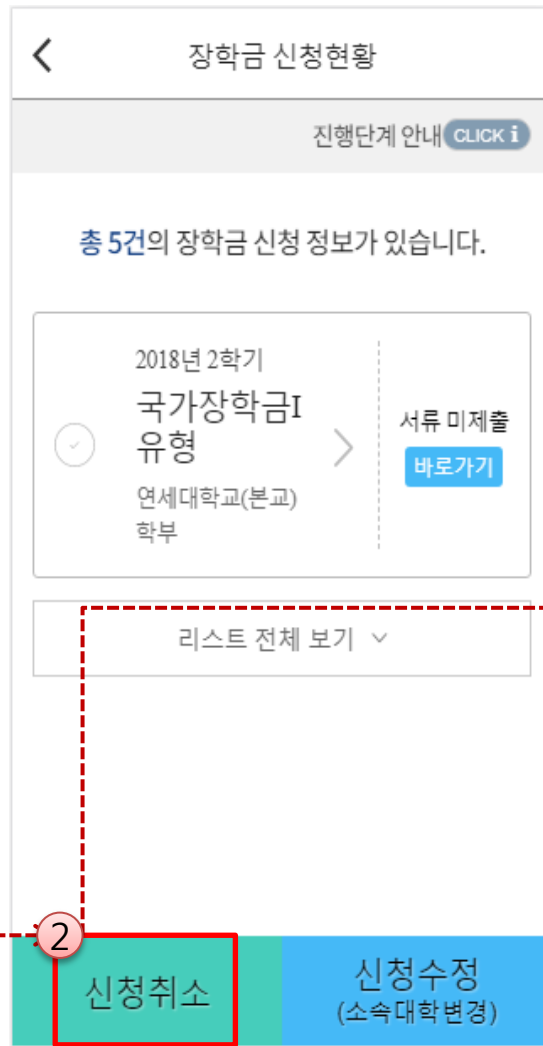 장학금 신청현황
진행단계 안내 CLICK i
총 5건의 장학금 신청 정보가 있습니다.
2018년 2학기
국가장학금I
유형
연세대학교(본교)
학부
서류 미제출
바로가기
리스트 전체 보기
2
신청취소
신청수정
(소속대학변경)